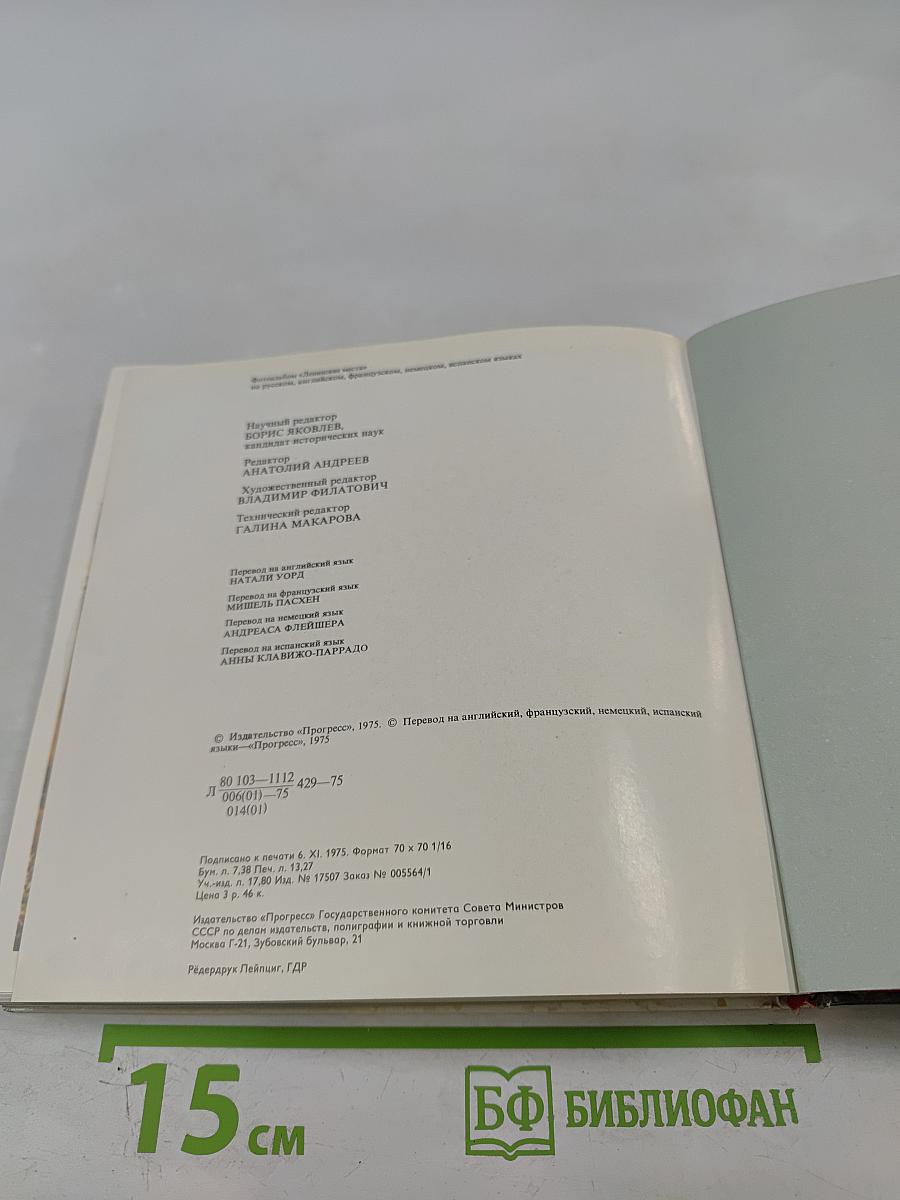 Фотоальбом «Ленинские места»
на русском, английском, французском, немецком, испанском языках
Научный редактор
БОРИС ЯКОВЛЕВ,
кандидат исторических наук
Редактор
АНАТОЛИЙ АНДРЕЕВ
Художественный редактор
ВЛАДИМИР ФИЛАТОВИЧ
Технический редактор
ГАЛИНА МАКАРОВА
Перевод на английский язык
НАТАЛИ УОРД
Перевод на французский язык
МИШЕЛЬ ПАСХЕН
Перевод на немецкий язык
АНДРЕАСА ФЛЕЙШЕРА
Перевод на испанский язык
АННЫ КЛАВИЖО-ПАРРАДО
© Издательство «Прогресс», 1975. © Перевод на английский, французский, немецкий, испанский
языки—«Прогресс», 1975
Л 80 103—1112 429—75
006(01)—75
014(01)
Подписано к печати 6. XI. 1975. Формат 70 х 70 1/16
Бум. л. 7,38 Печ. л. 13,27
Уч.-изд. л. 17,80 Изд. № 17507 Заказ № 005564/1
Цена 3 р. 46 к.
Издательство «Прогресс» Государственного комитета Совета Министров
СССР по делам издательств, полиграфии и книжной торговли
Москва Г-21, Зубовский бульвар, 21
Рёдердрук Лейпциг, ГДР
15 см
БФ БИБЛИОФАН